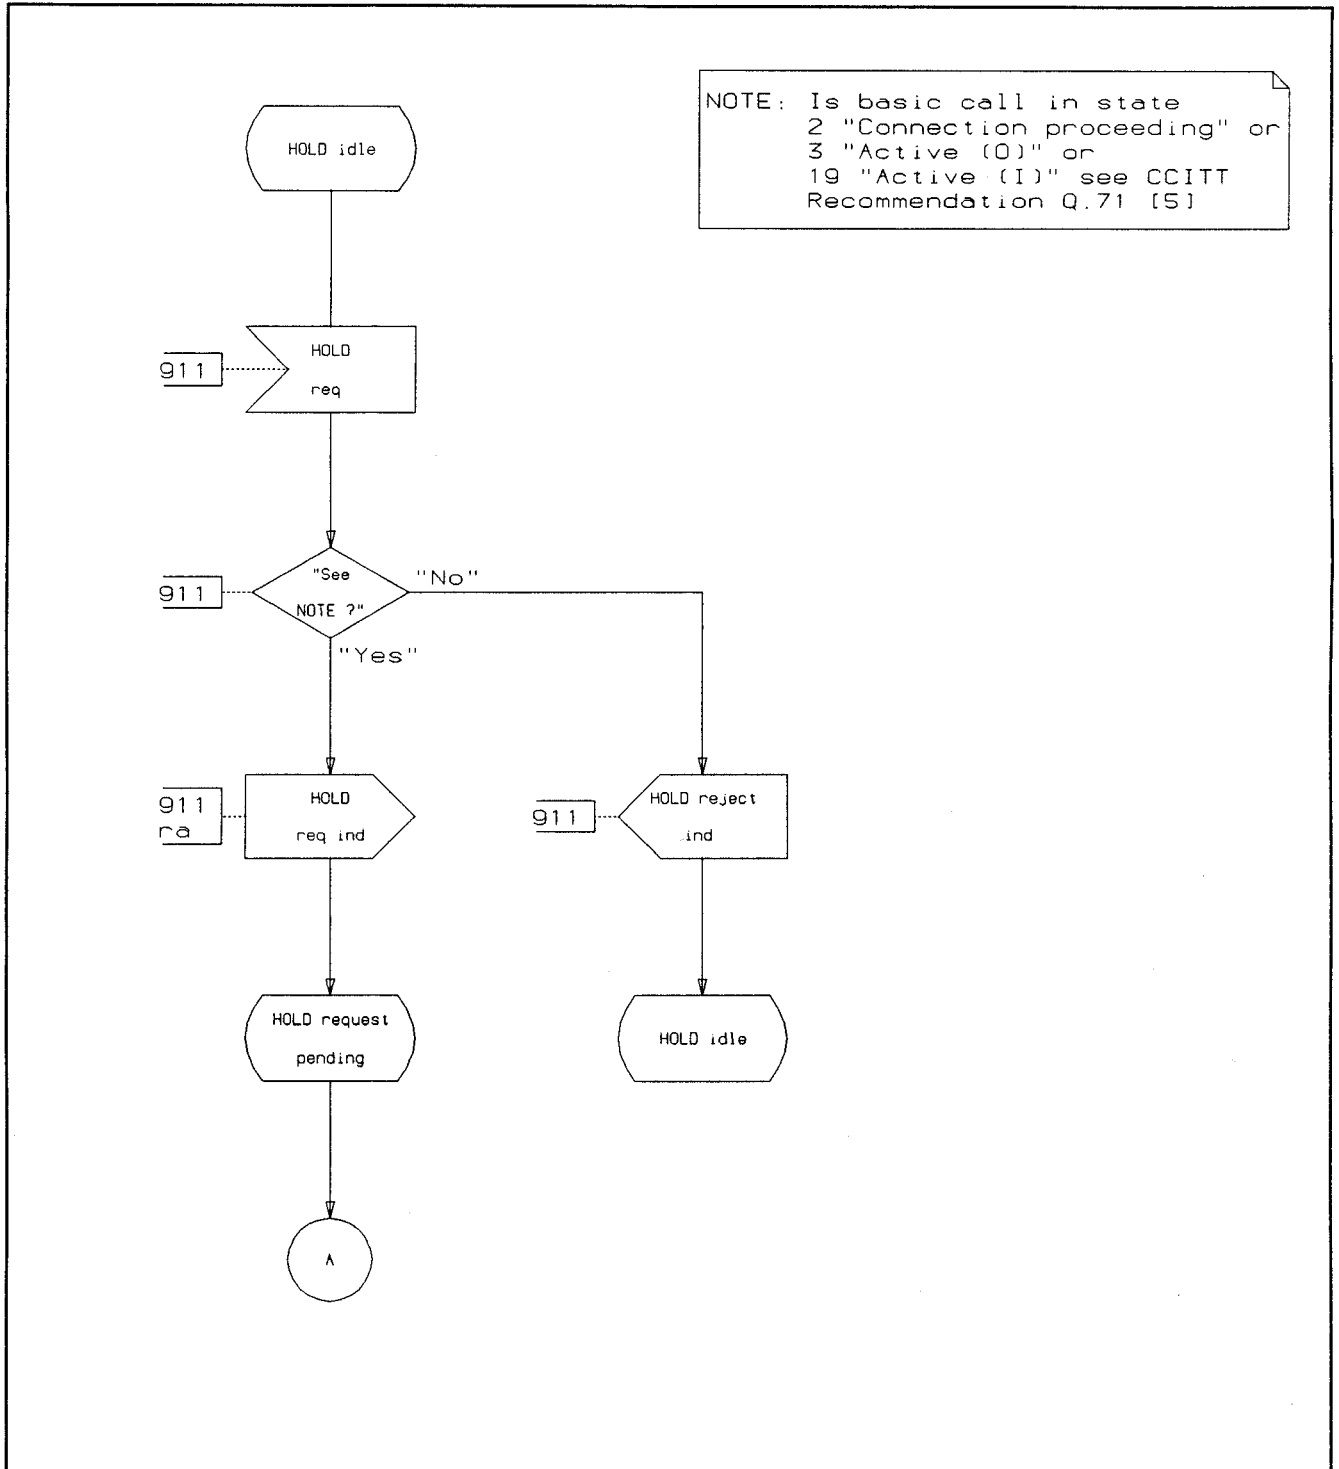 HOLD idle
NOTE: Is basic call in state
2 "Connection proceeding" or
3 "Active (O)" or
19 "Active (I)" see CCITT
Recommendation Q.71 [5]
HOLD
req
911
"See
NOTE ?"
911
"No"
"Yes"
HOLD
req ind
911
ra
HOLD reject
ind
911
HOLD request
pending
HOLD idle
A